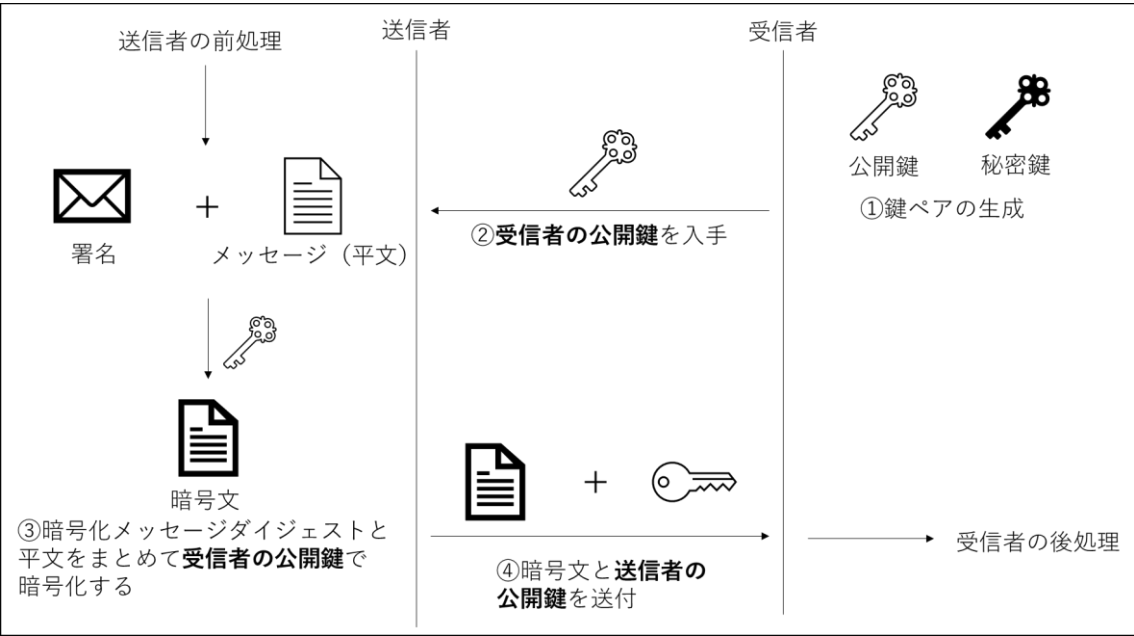 送信者の前処理
送信者
受信者
公開鍵
秘密鍵
①鍵ペアの生成
+
②受信者の公開鍵を入手
署名
メッセージ（平文）
暗号文
③暗号化メッセージダイジェストと
平文をまとめて受信者の公開鍵で
暗号化する
+
④暗号文と送信者の
公開鍵を送付
受信者の後処理